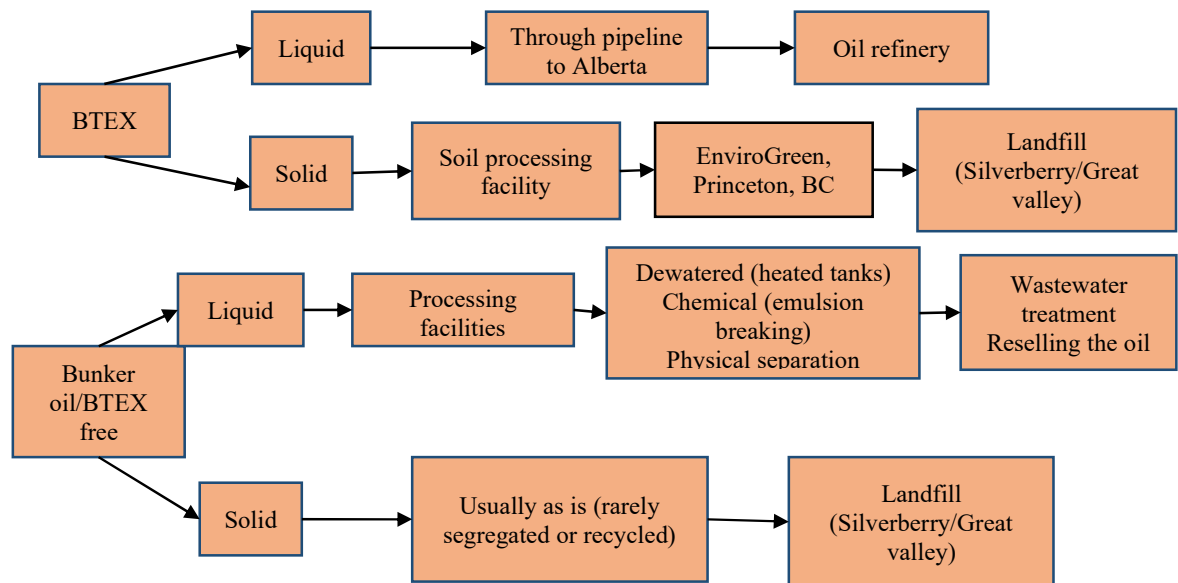 Liquid
Through pipeline
to Alberta
Oil refinery
BTEX
Solid
Soil processing
facility
EnviroGreen,
Princeton, BC
Landfill
(Silverberry/Great
valley)
Liquid
Processing
facilities
Dewatered (heated tanks)
Chemical (emulsion
breaking)
Physical separation
Wastewater
treatment
Reselling the oil
Bunker
oil/BTEX
free
Solid
Usually as is (rarely
segregated or recycled)
Landfill
(Silverberry/Great
valley)